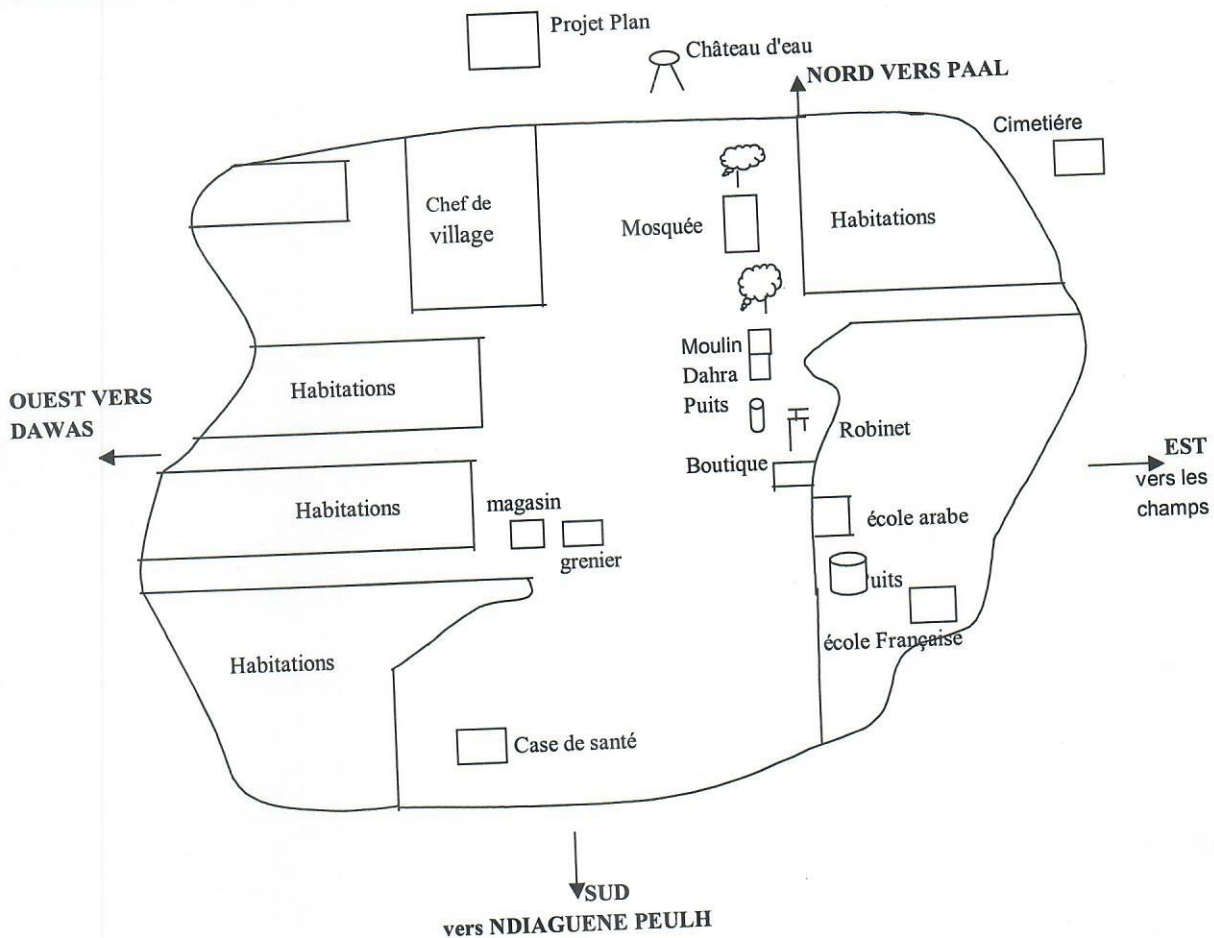 Projet Plan
Château d'eau
NORD VERS PAAL
Cimetiére
Chef de
village
Mosquée
Habitations
Moulin
Dahra
Puits
Robinet
Habitations
OUEST VERS
DAWAS
Boutique
EST
vers les
champs
Habitations
magasin
grenier
école arabe
uits
école Française
Habitations
Case de santé
SUD
vers NDIAGUENE PEULH